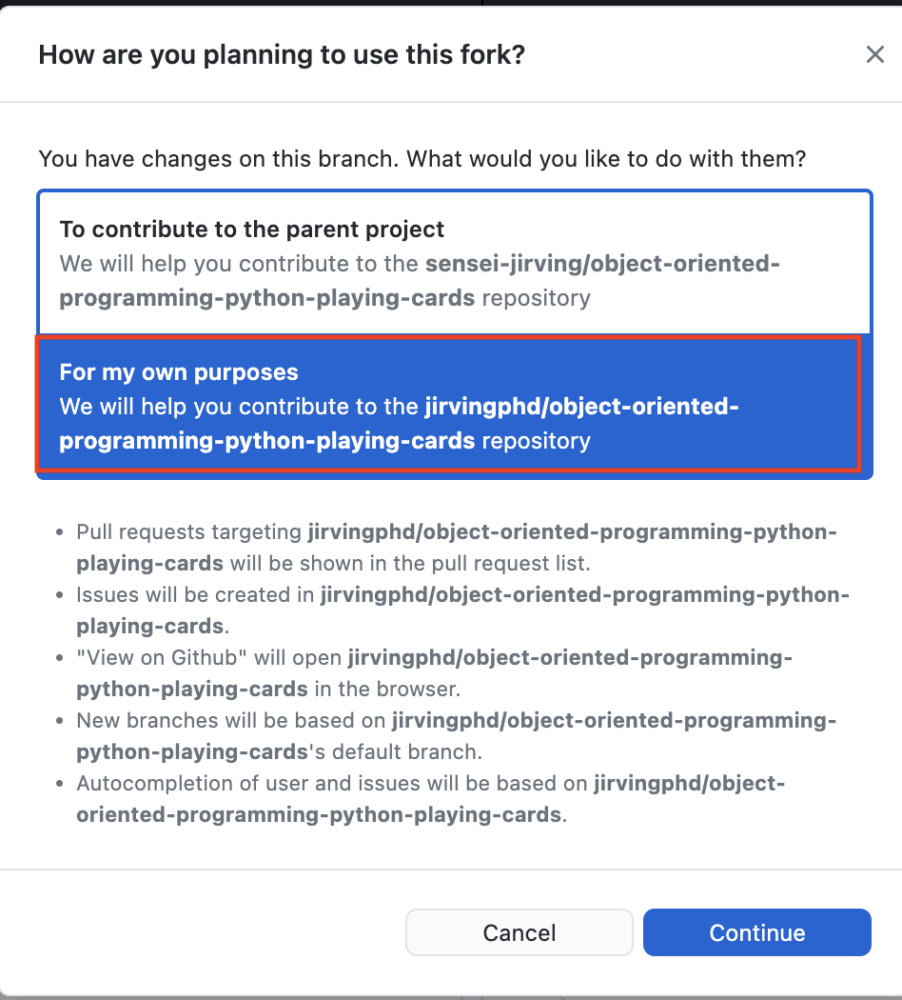 How are you planning to use this fork?
You have changes on this branch. What would you like to do with them?
To contribute to the parent project
We will help you contribute to the sensei-jirving/object-oriented-
programming-python-playing-cards repository
For my own purposes
We will help you contribute to the jirvingphd/object-oriented-
programming-python-playing-cards repository
• Pull requests targeting jirvingphd/object-oriented-programming-python-
playing-cards will be shown in the pull request list.
• Issues will be created in jirvingphd/object-oriented-programming-python-
playing-cards.
• "View on Github" will open jirvingphd/object-oriented-programming-
python-playing-cards in the browser.
• New branches will be based on jirvingphd/object-oriented-programming-
python-playing-cards's default branch.
• Autocompletion of user and issues will be based on jirvingphd/object-
oriented-programming-python-playing-cards.
Cancel
Continue